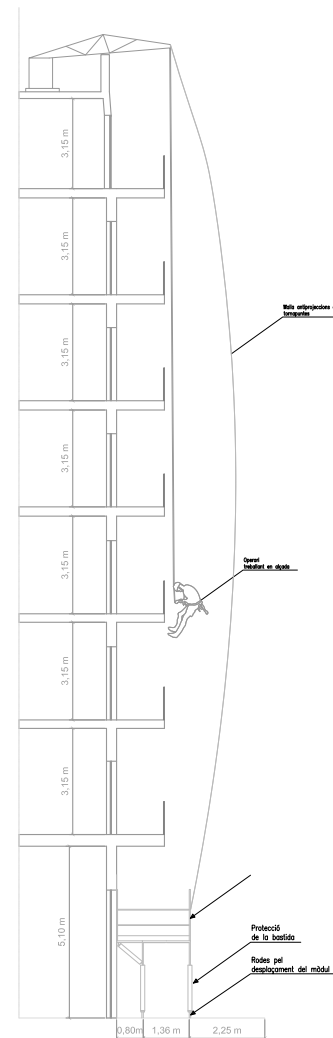 3,15 m
3,15 m
3,15 m
Malla antiprojeccions
tornapuntes
3,15 m
3,15 m
Operari
treballant en alçada
3,15 m
3,15 m
5,10 m
Protecció
de la bastida
Rodes pel
desplaçament del mòdul
0,80m
1,36 m
2,25 m